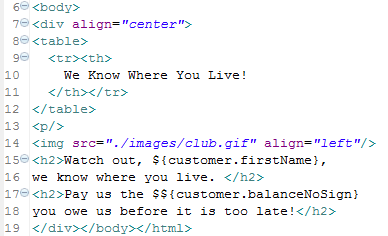 6 <body>
7 <div align="center">
8 <table>
9 <tr><th>
10 We Know Where You Live!
11 </th></tr>
12 </table>
13 <p/>
14 <img src="./images/club.gif" align="left"/>
15 <h2>Watch out, ${customer.firstName},
16 we know where you live. </h2>
17 <h2>Pay us the $${customer.balanceNoSign}
18 you owe us before it is too late!</h2>
19 </div></body></html>